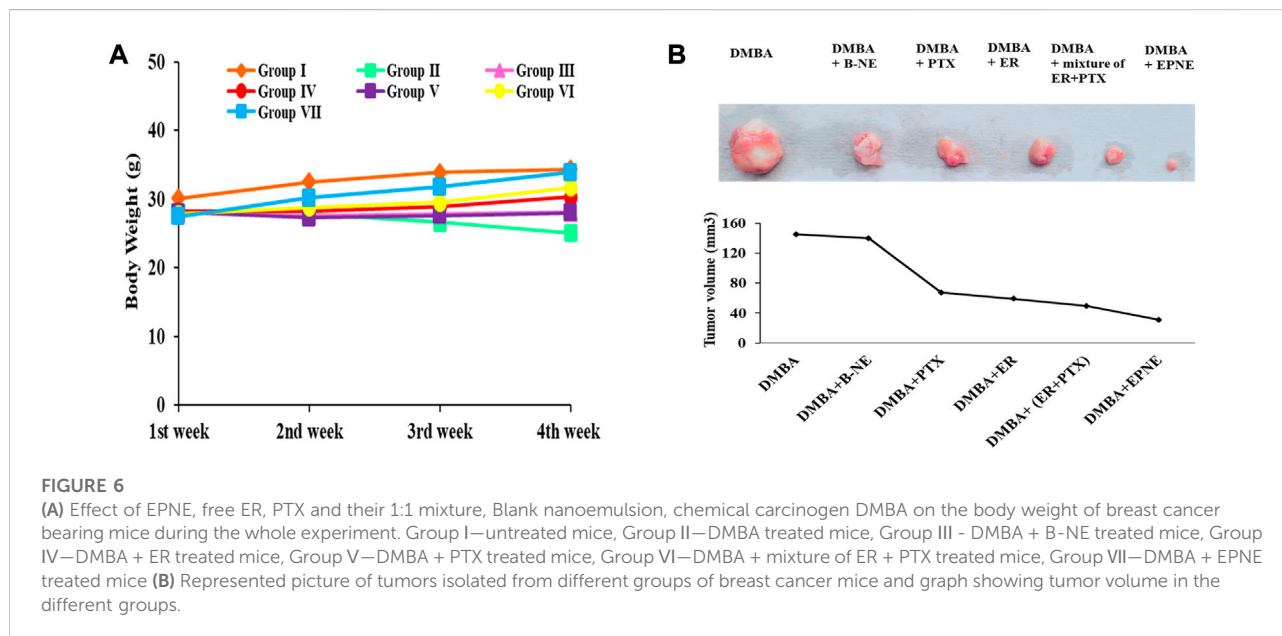 A
50
40
30
20
10
0
Body Weight (g)
Group I
Group II
Group III
Group IV
Group V
Group VI
Group VII
1st week
2nd week
3rd week
4th week
B
DMBA
DMBA
+ B-NE
DMBA
+ PTX
DMBA
+ ER
DMBA
+ mixture of
ER+PTX
DMBA
+ EPNE
160
120
80
40
0
Tumor volume (mm3)
DMBA
DMBA+B-NE
DMBA+PTX
DMBA+ER
DMBA+ (ER+PTX)
DMBA+EPNE
FIGURE 6
(A) Effect of EPNE, free ER, PTX and their 1:1 mixture, Blank nanoemulsion, chemical carcinogen DMBA on the body weight of breast cancer
bearing mice during the whole experiment. Group I—untreated mice, Group II—DMBA treated mice, Group III - DMBA + B-NE treated mice, Group
IV—DMBA + ER treated mice, Group V—DMBA + PTX treated mice, Group VI—DMBA + mixture of ER + PTX treated mice, Group VII—DMBA + EPNE
treated mice (B) Represented picture of tumors isolated from different groups of breast cancer mice and graph showing tumor volume in the
different groups.